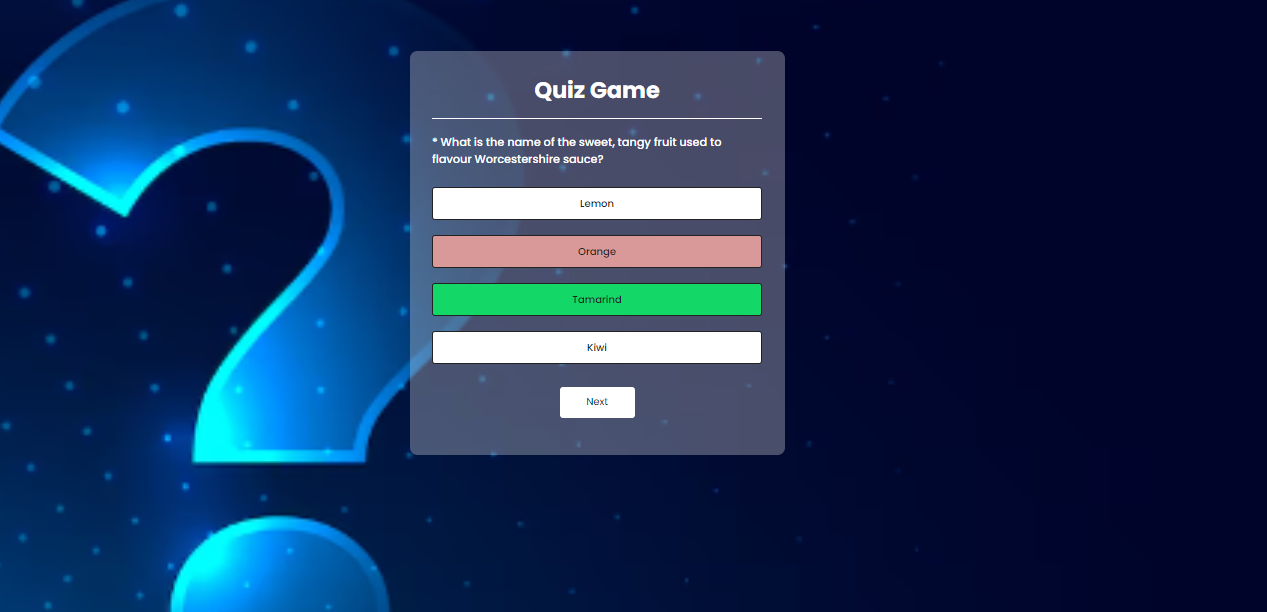 Quiz Game
* What is the name of the sweet, tangy fruit used to
flavour Worcestershire sauce?
Lemon
Orange
Tamarind
Kiwi
Next